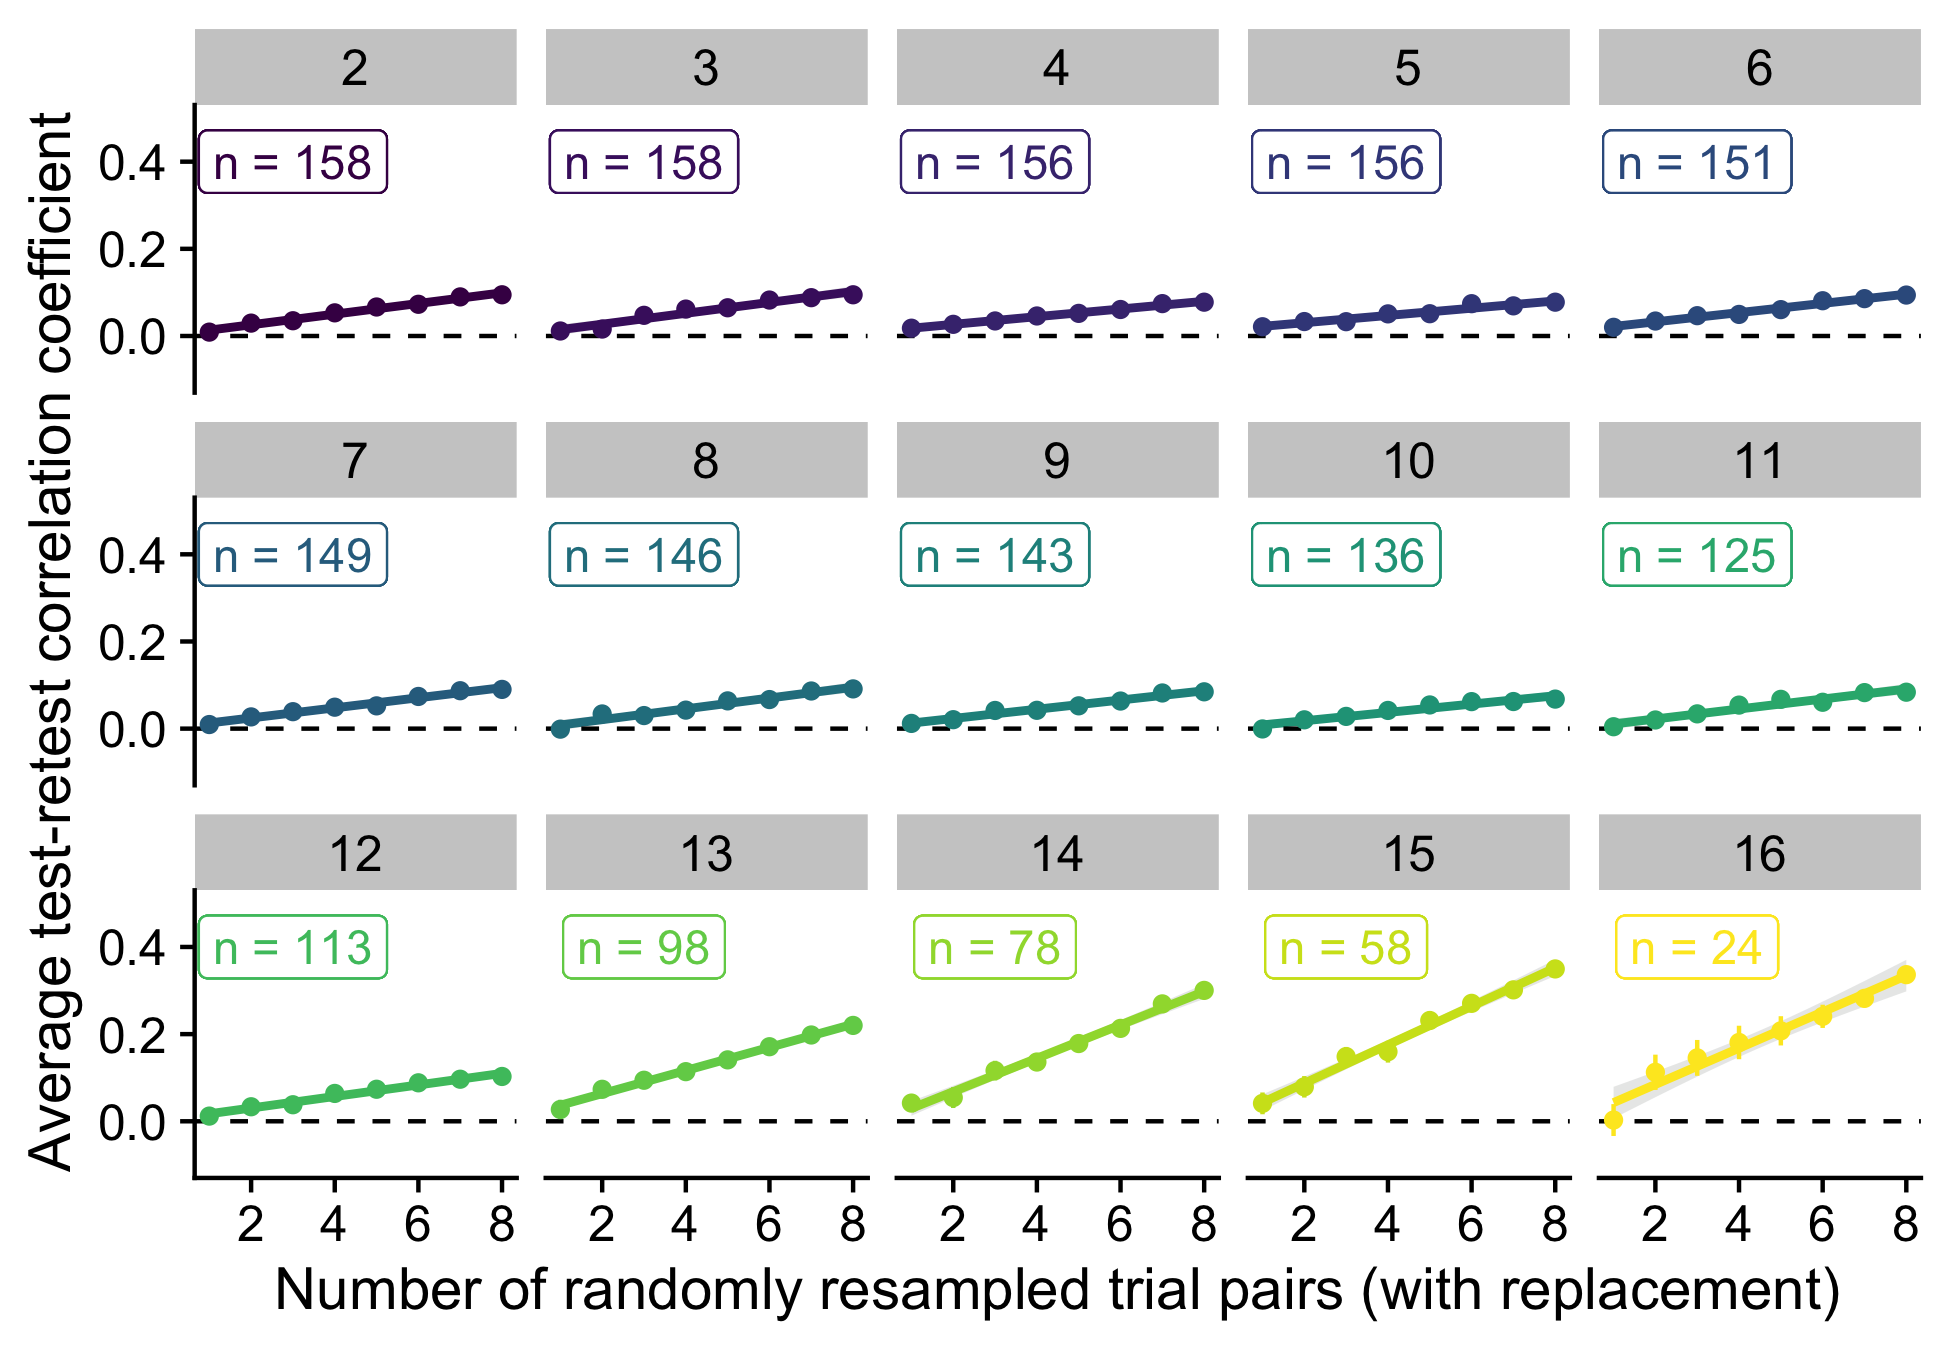 Average test-retest correlation coefficient
2 3 4 5 6
0.4 n = 158 n = 158 n = 156 n = 156 n = 151
0.2
0.0
7 8 9 10 11
0.4 n = 149 n = 146 n = 143 n = 136 n = 125
0.2
0.0
12 13 14 15 16
0.4 n = 113 n = 98 n = 78 n = 58 n = 24
0.2
0.0
2 4 6 8 2 4 6 8 2 4 6 8 2 4 6 8 2 4 6 8
Number of randomly resampled trial pairs (with replacement)